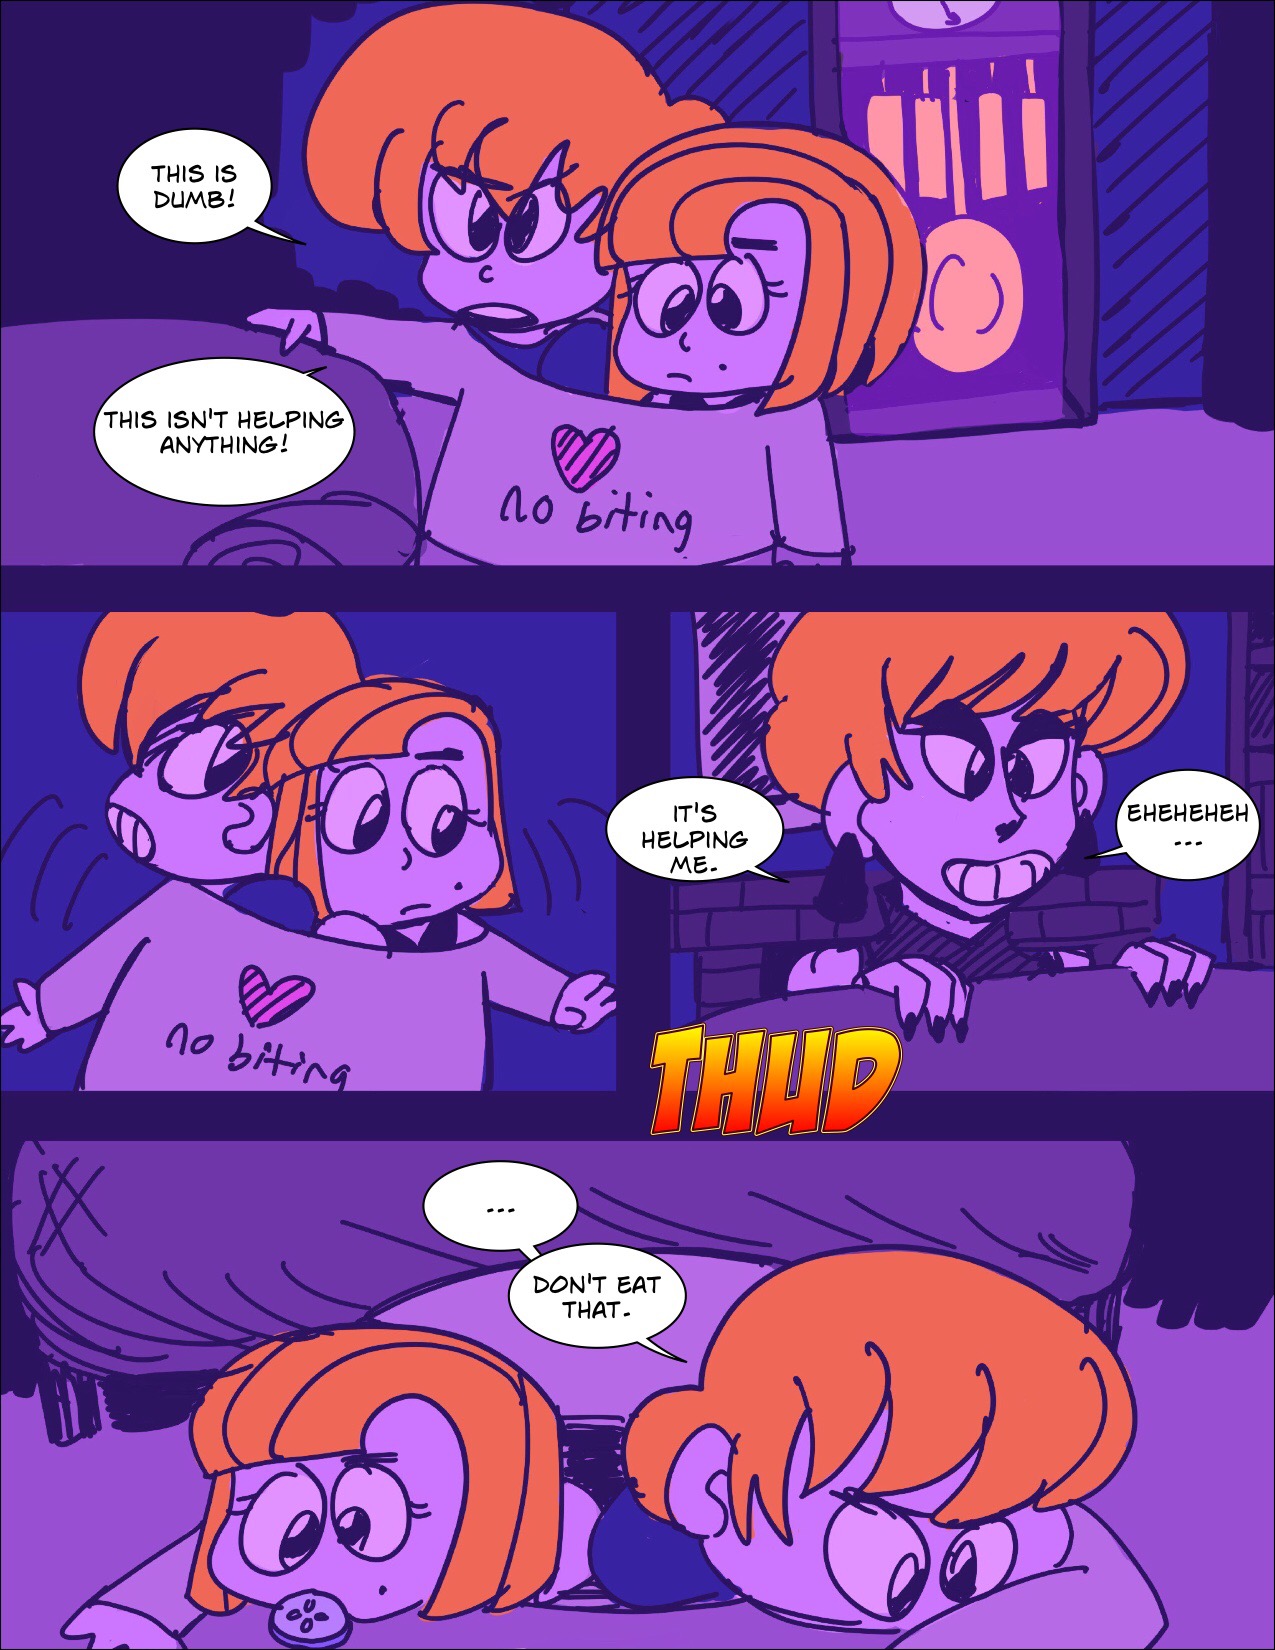 THIS IS
DUMB!
THIS ISN'T HELPING
ANYTHING!
no biting
no biting
IT'S
HELPING
ME.
EHEHEHEH
...
THUD
...
DON'T EAT
THAT.